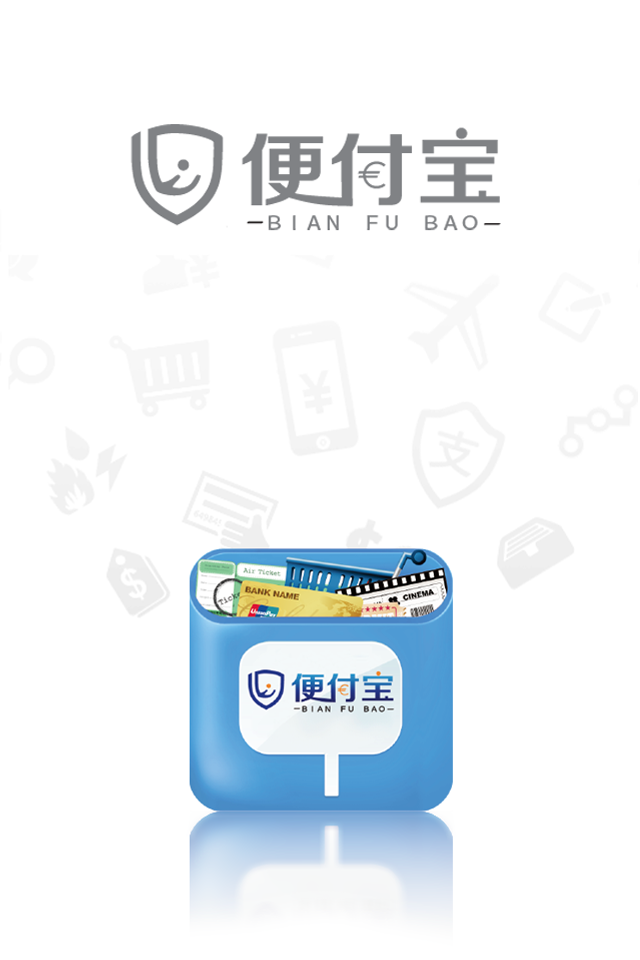 便付宝
—BIAN FU BAO—
¥
¥
支
$
$
Air Ticket
Ticke
BANK NAME
UnionPay
CINEMA
便付宝
—BIAN FU BAO—